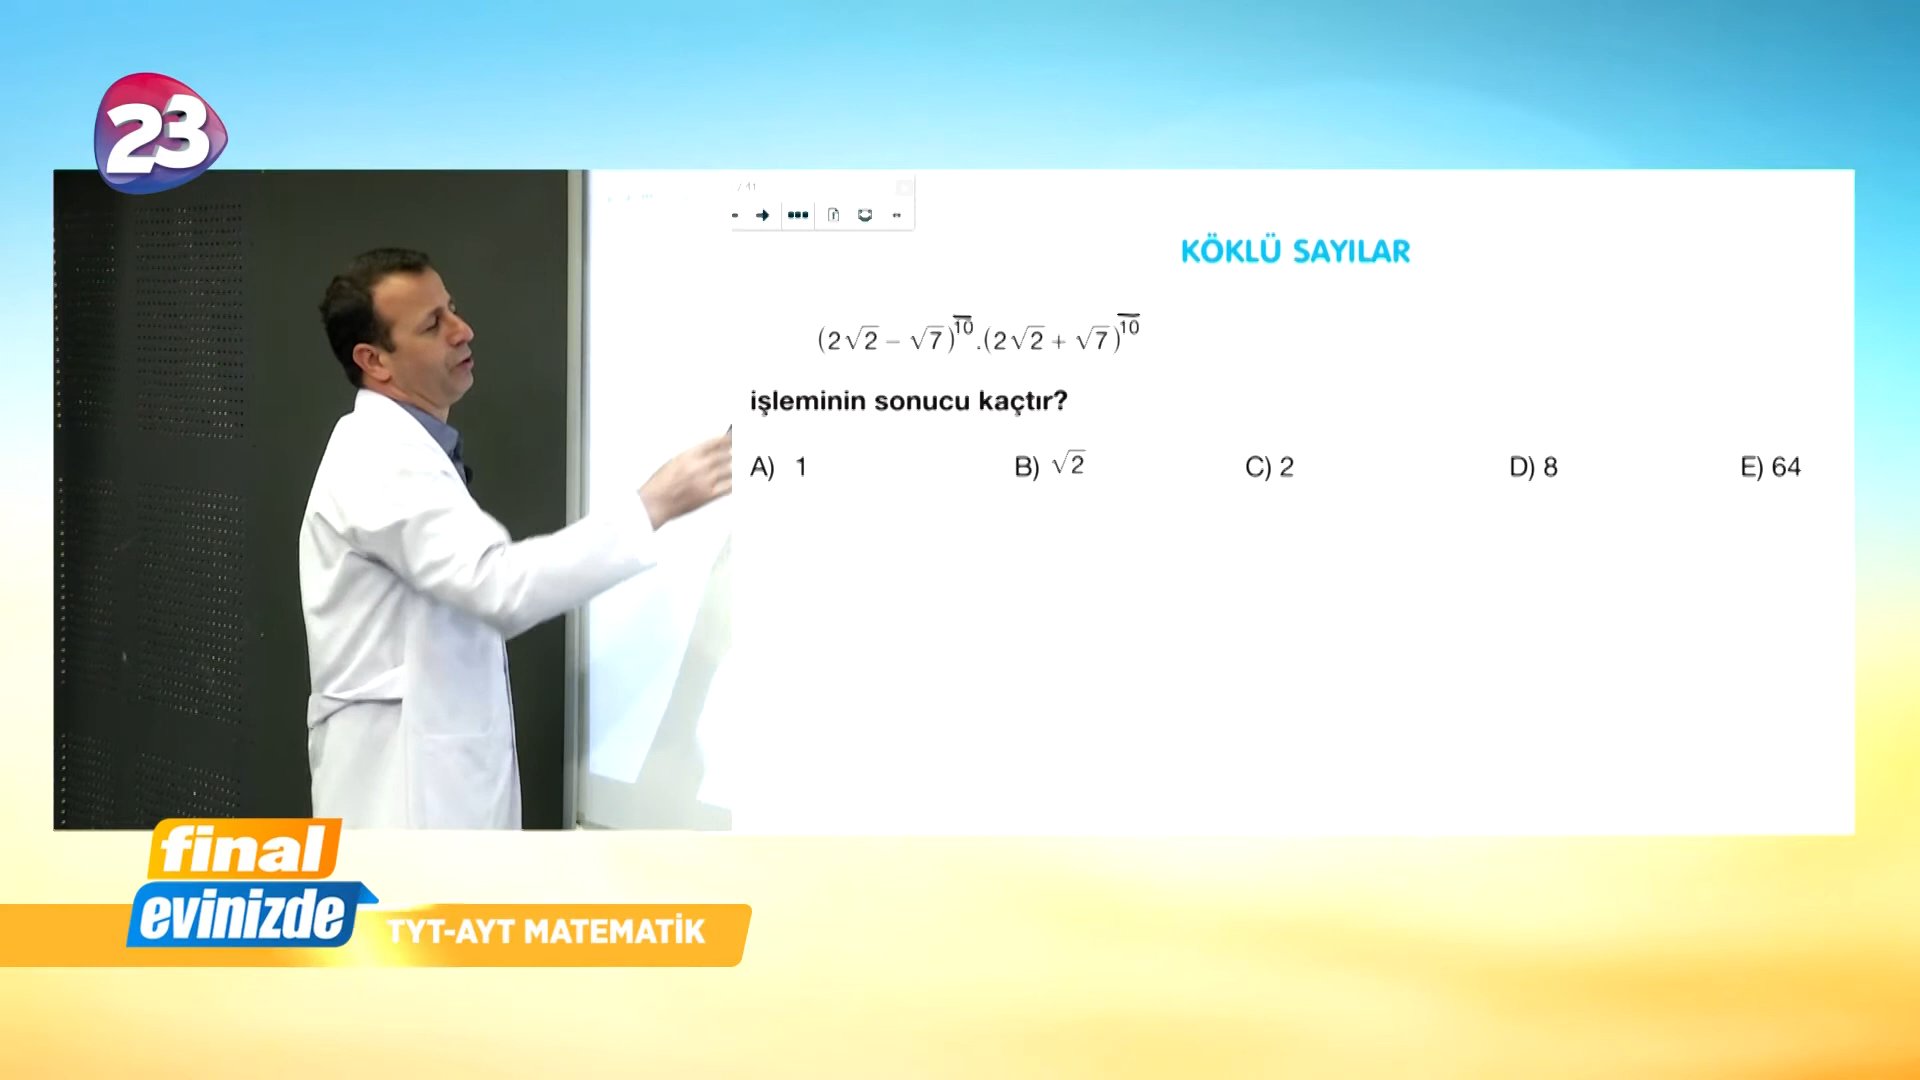 23
/ 41
KÖKLÜ SAYILAR
(2√2 − √7)^10 .(2√2 + √7)^10
işleminin sonucu kaçtır?
A) 1 B) √2 C) 2 D) 8 E) 64
final
evinizde
TYT-AYT MATEMATİK